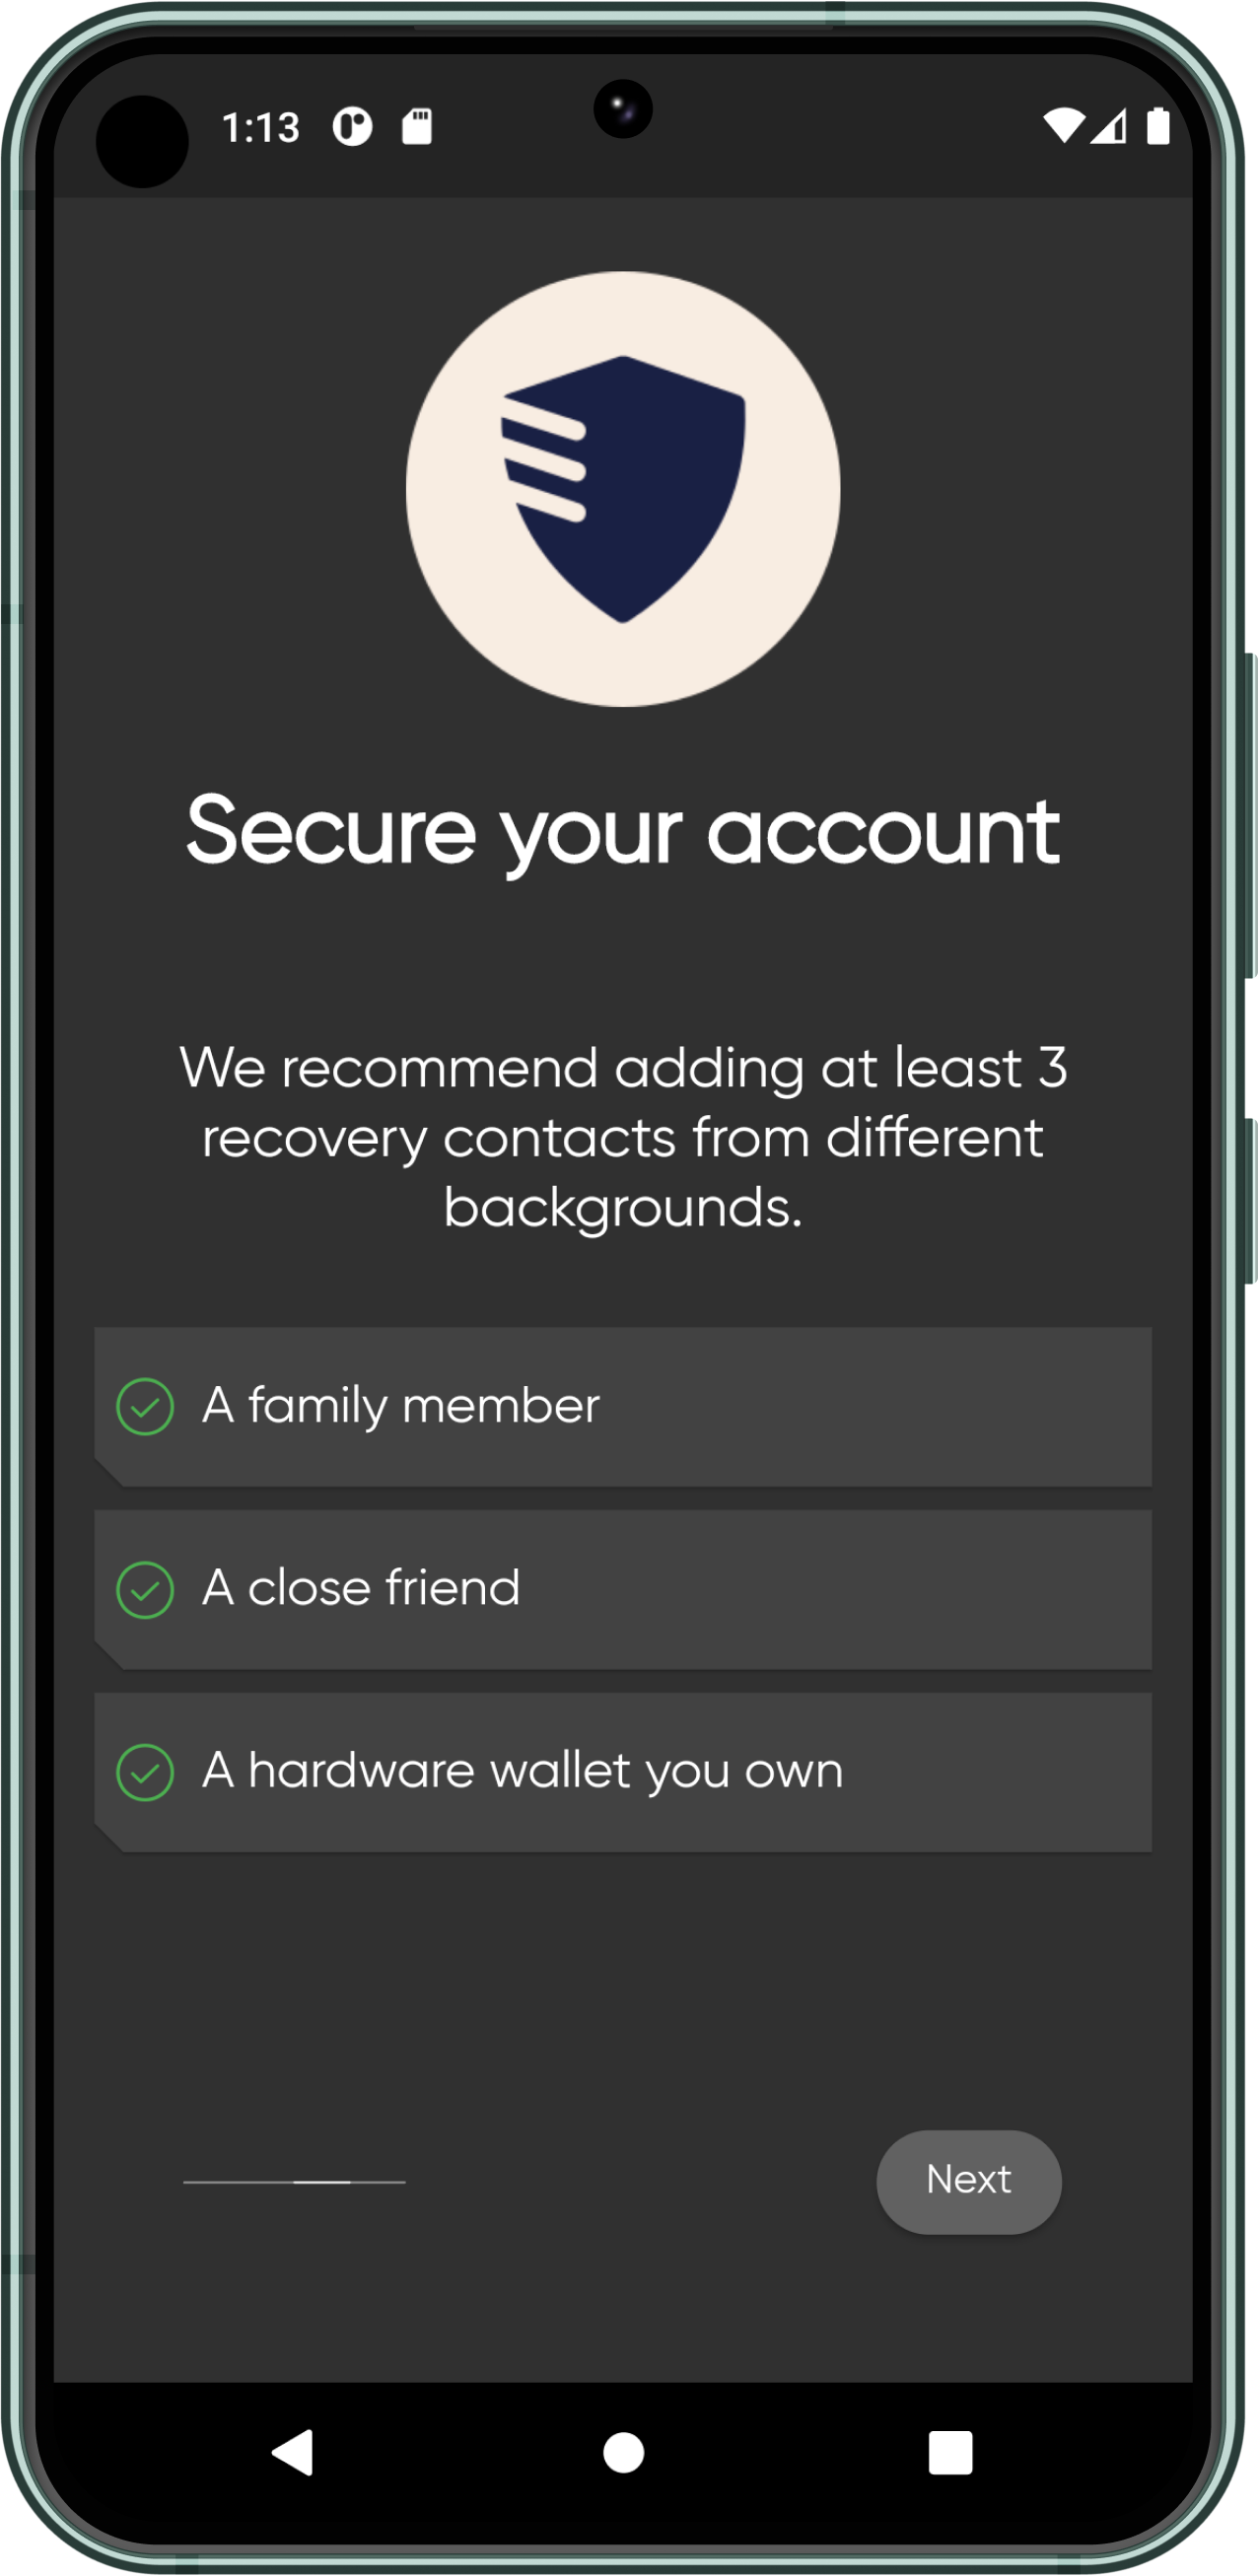 1:13
Secure your account
We recommend adding at least 3
recovery contacts from different
backgrounds.
A family member
A close friend
A hardware wallet you own
Next